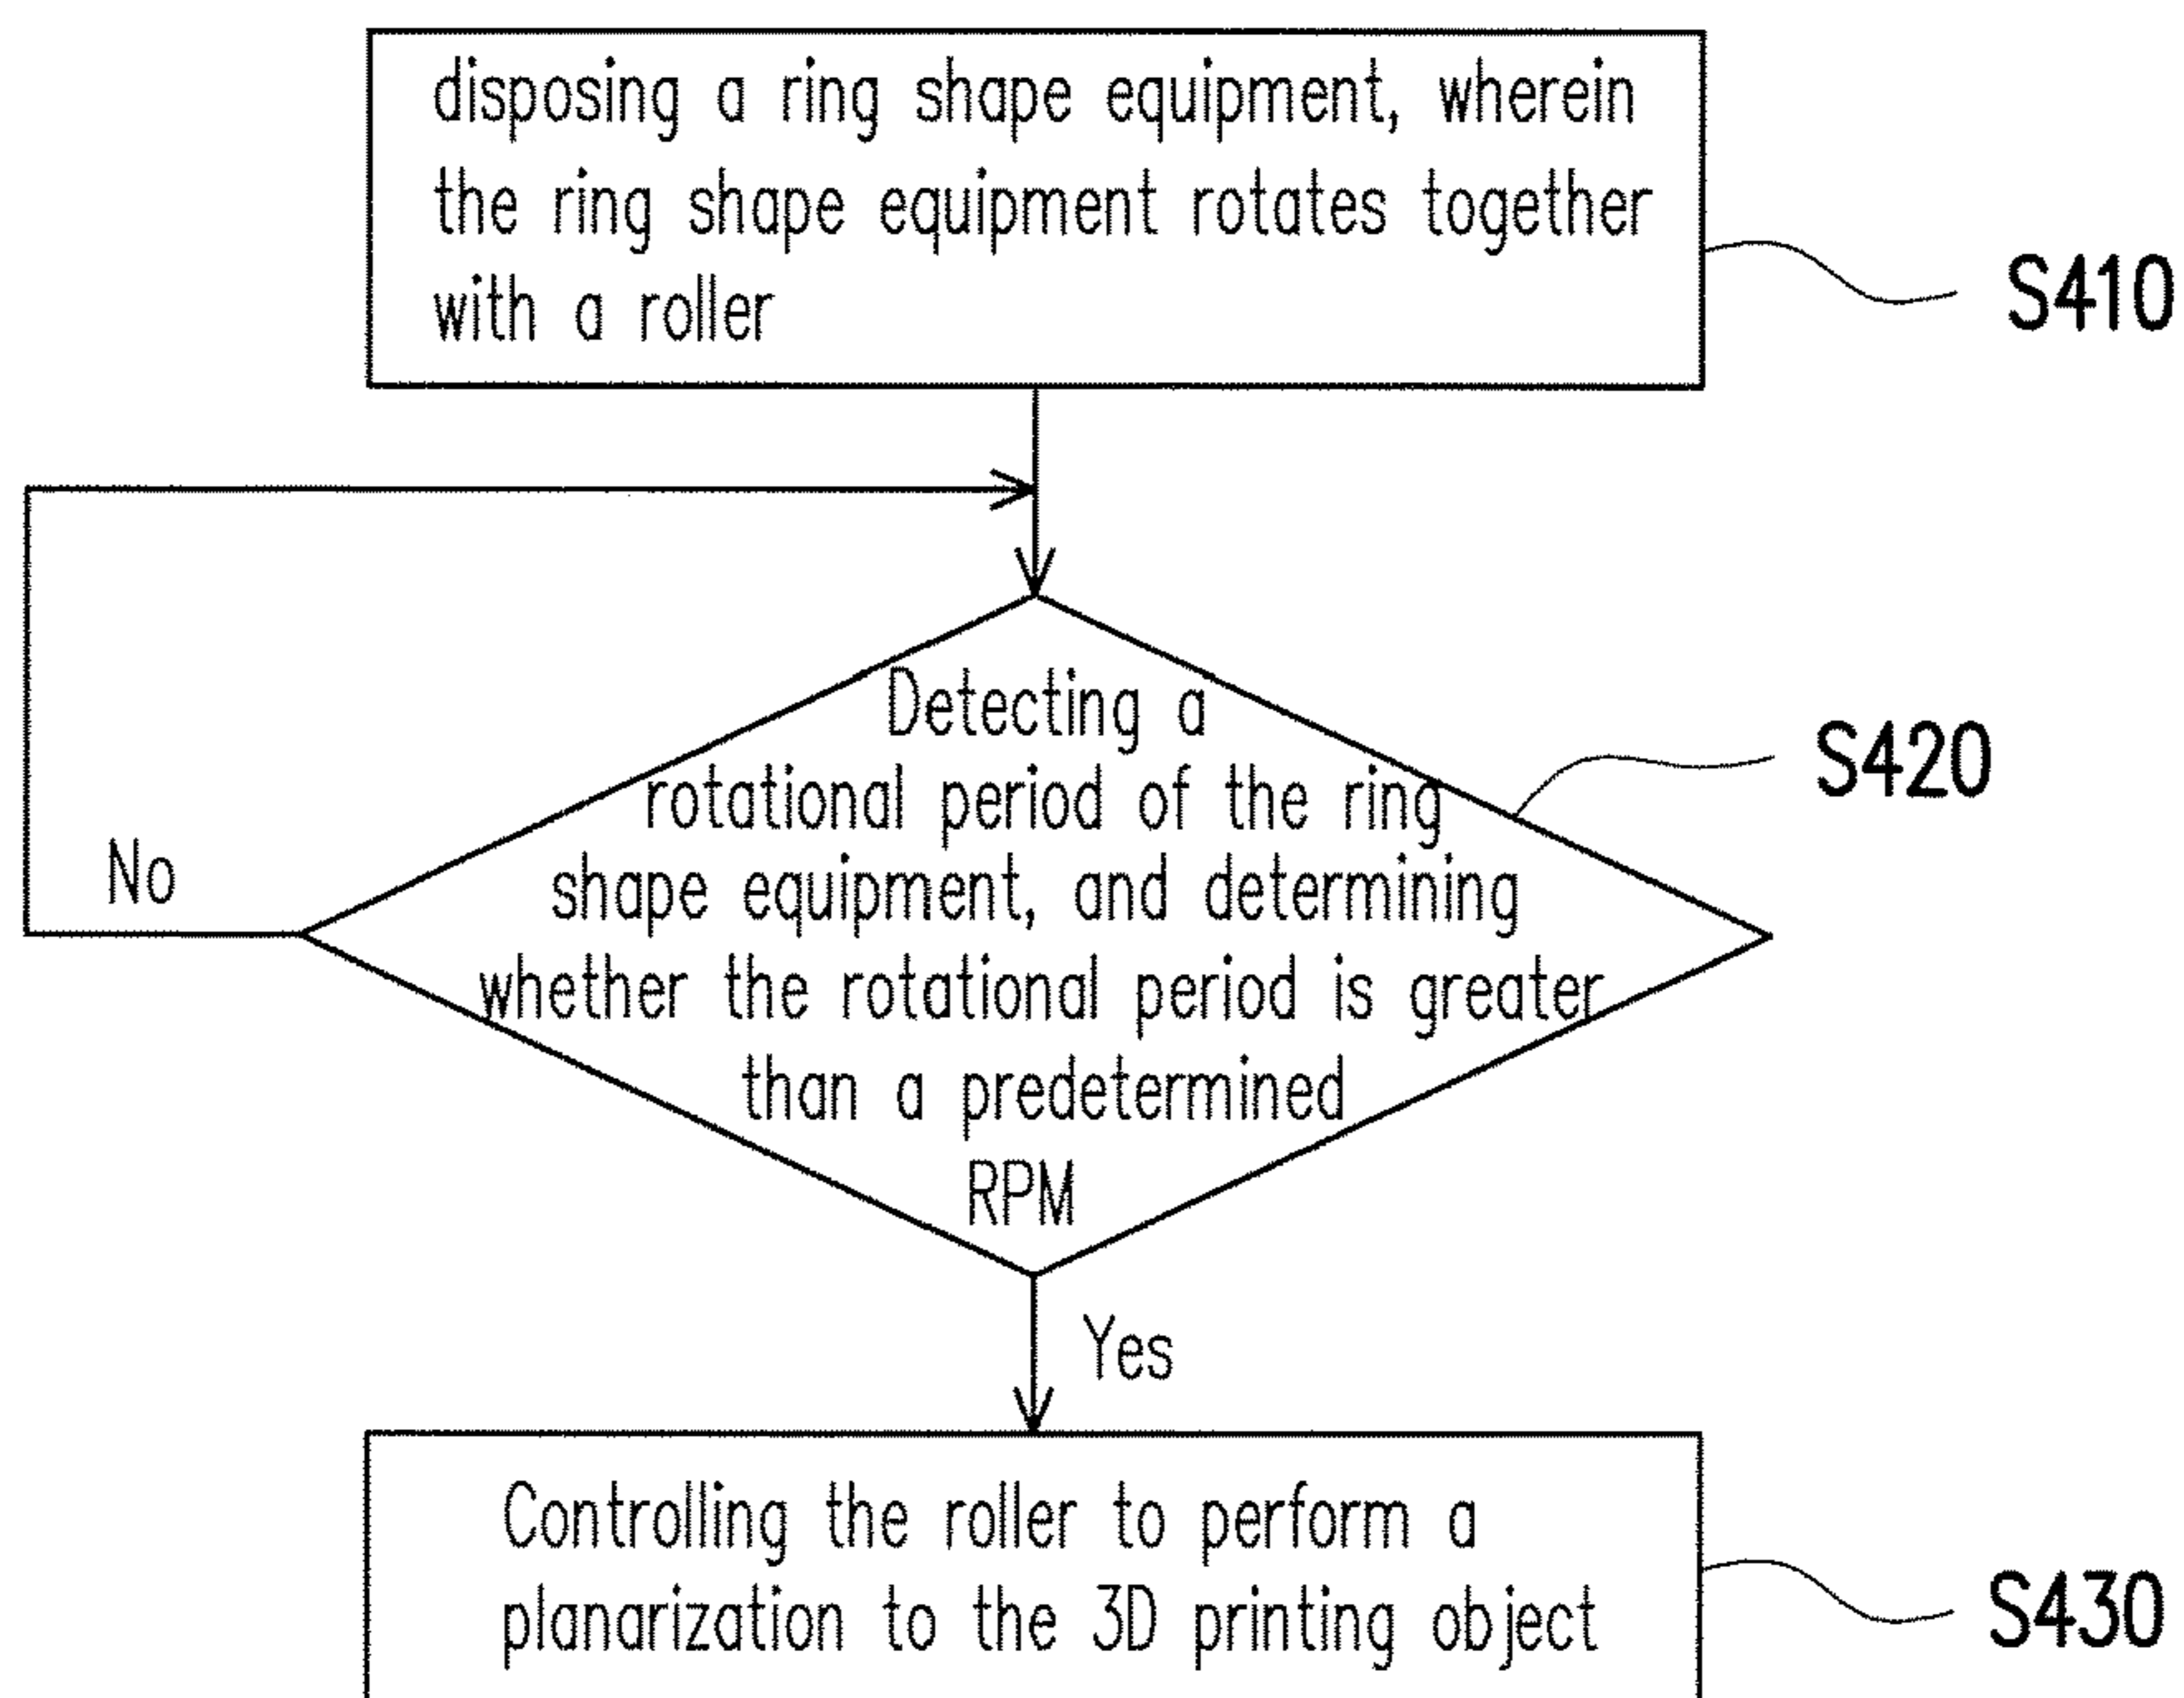 disposing a ring shape equipment, wherein
the ring shape equipment rotates together
with a roller
S410
Detecting a
rotational period of the ring
shape equipment, and determining
whether the rotational period is greater
than a predetermined
RPM
S420
No
Yes
Controlling the roller to perform a
planarization to the 3D printing object
S430